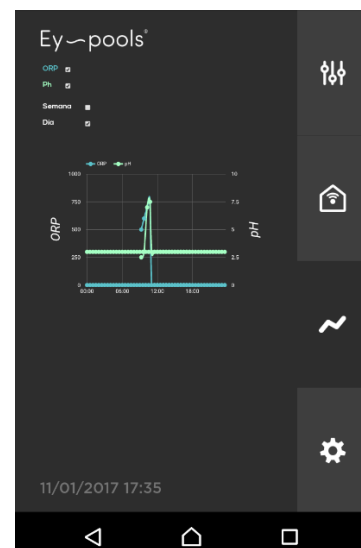 Ey-pools®
ORP
Ph
Semana
Dia
ORP pH
1000 10
750 7.5
500 5
250 2.5
0 0
ORP
pH
00:00 06:00 12:00 18:00
11/01/2017 17:35